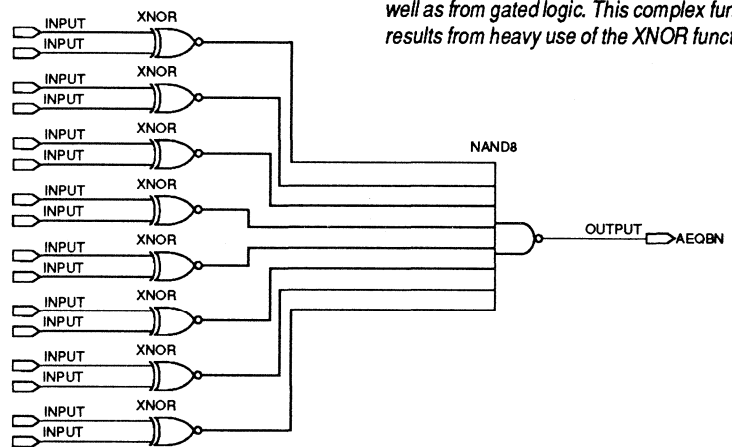 well as from gated logic. This complex fun
results from heavy use of the XNOR funct
INPUT XNOR
INPUT
XNOR
INPUT
INPUT
XNOR
INPUT
INPUT
NAND8
XNOR
INPUT
INPUT
OUTPUT AEQBN
XNOR
INPUT
INPUT
XNOR
INPUT
INPUT
XNOR
INPUT
INPUT
XNOR
INPUT
INPUT